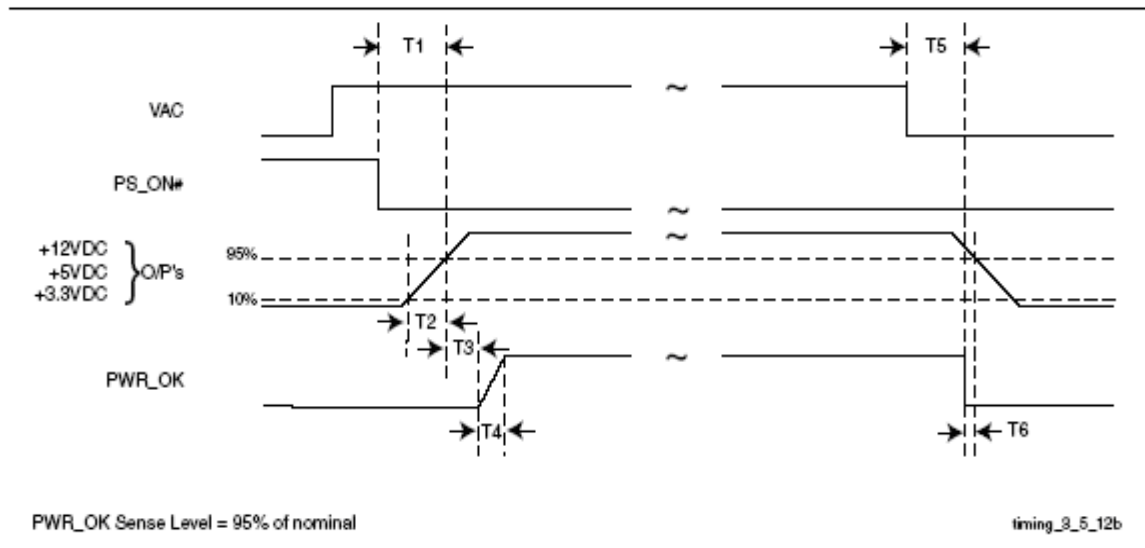 T1
T5
VAC
~
PS_ON#
~
+12VDC
+5VDC
+3.3VDC
} O/P's
95%
~
10%
T2
T3
PWR_OK
~
T4
T6
PWR_OK Sense Level = 95% of nominal
timing_3_5_12b